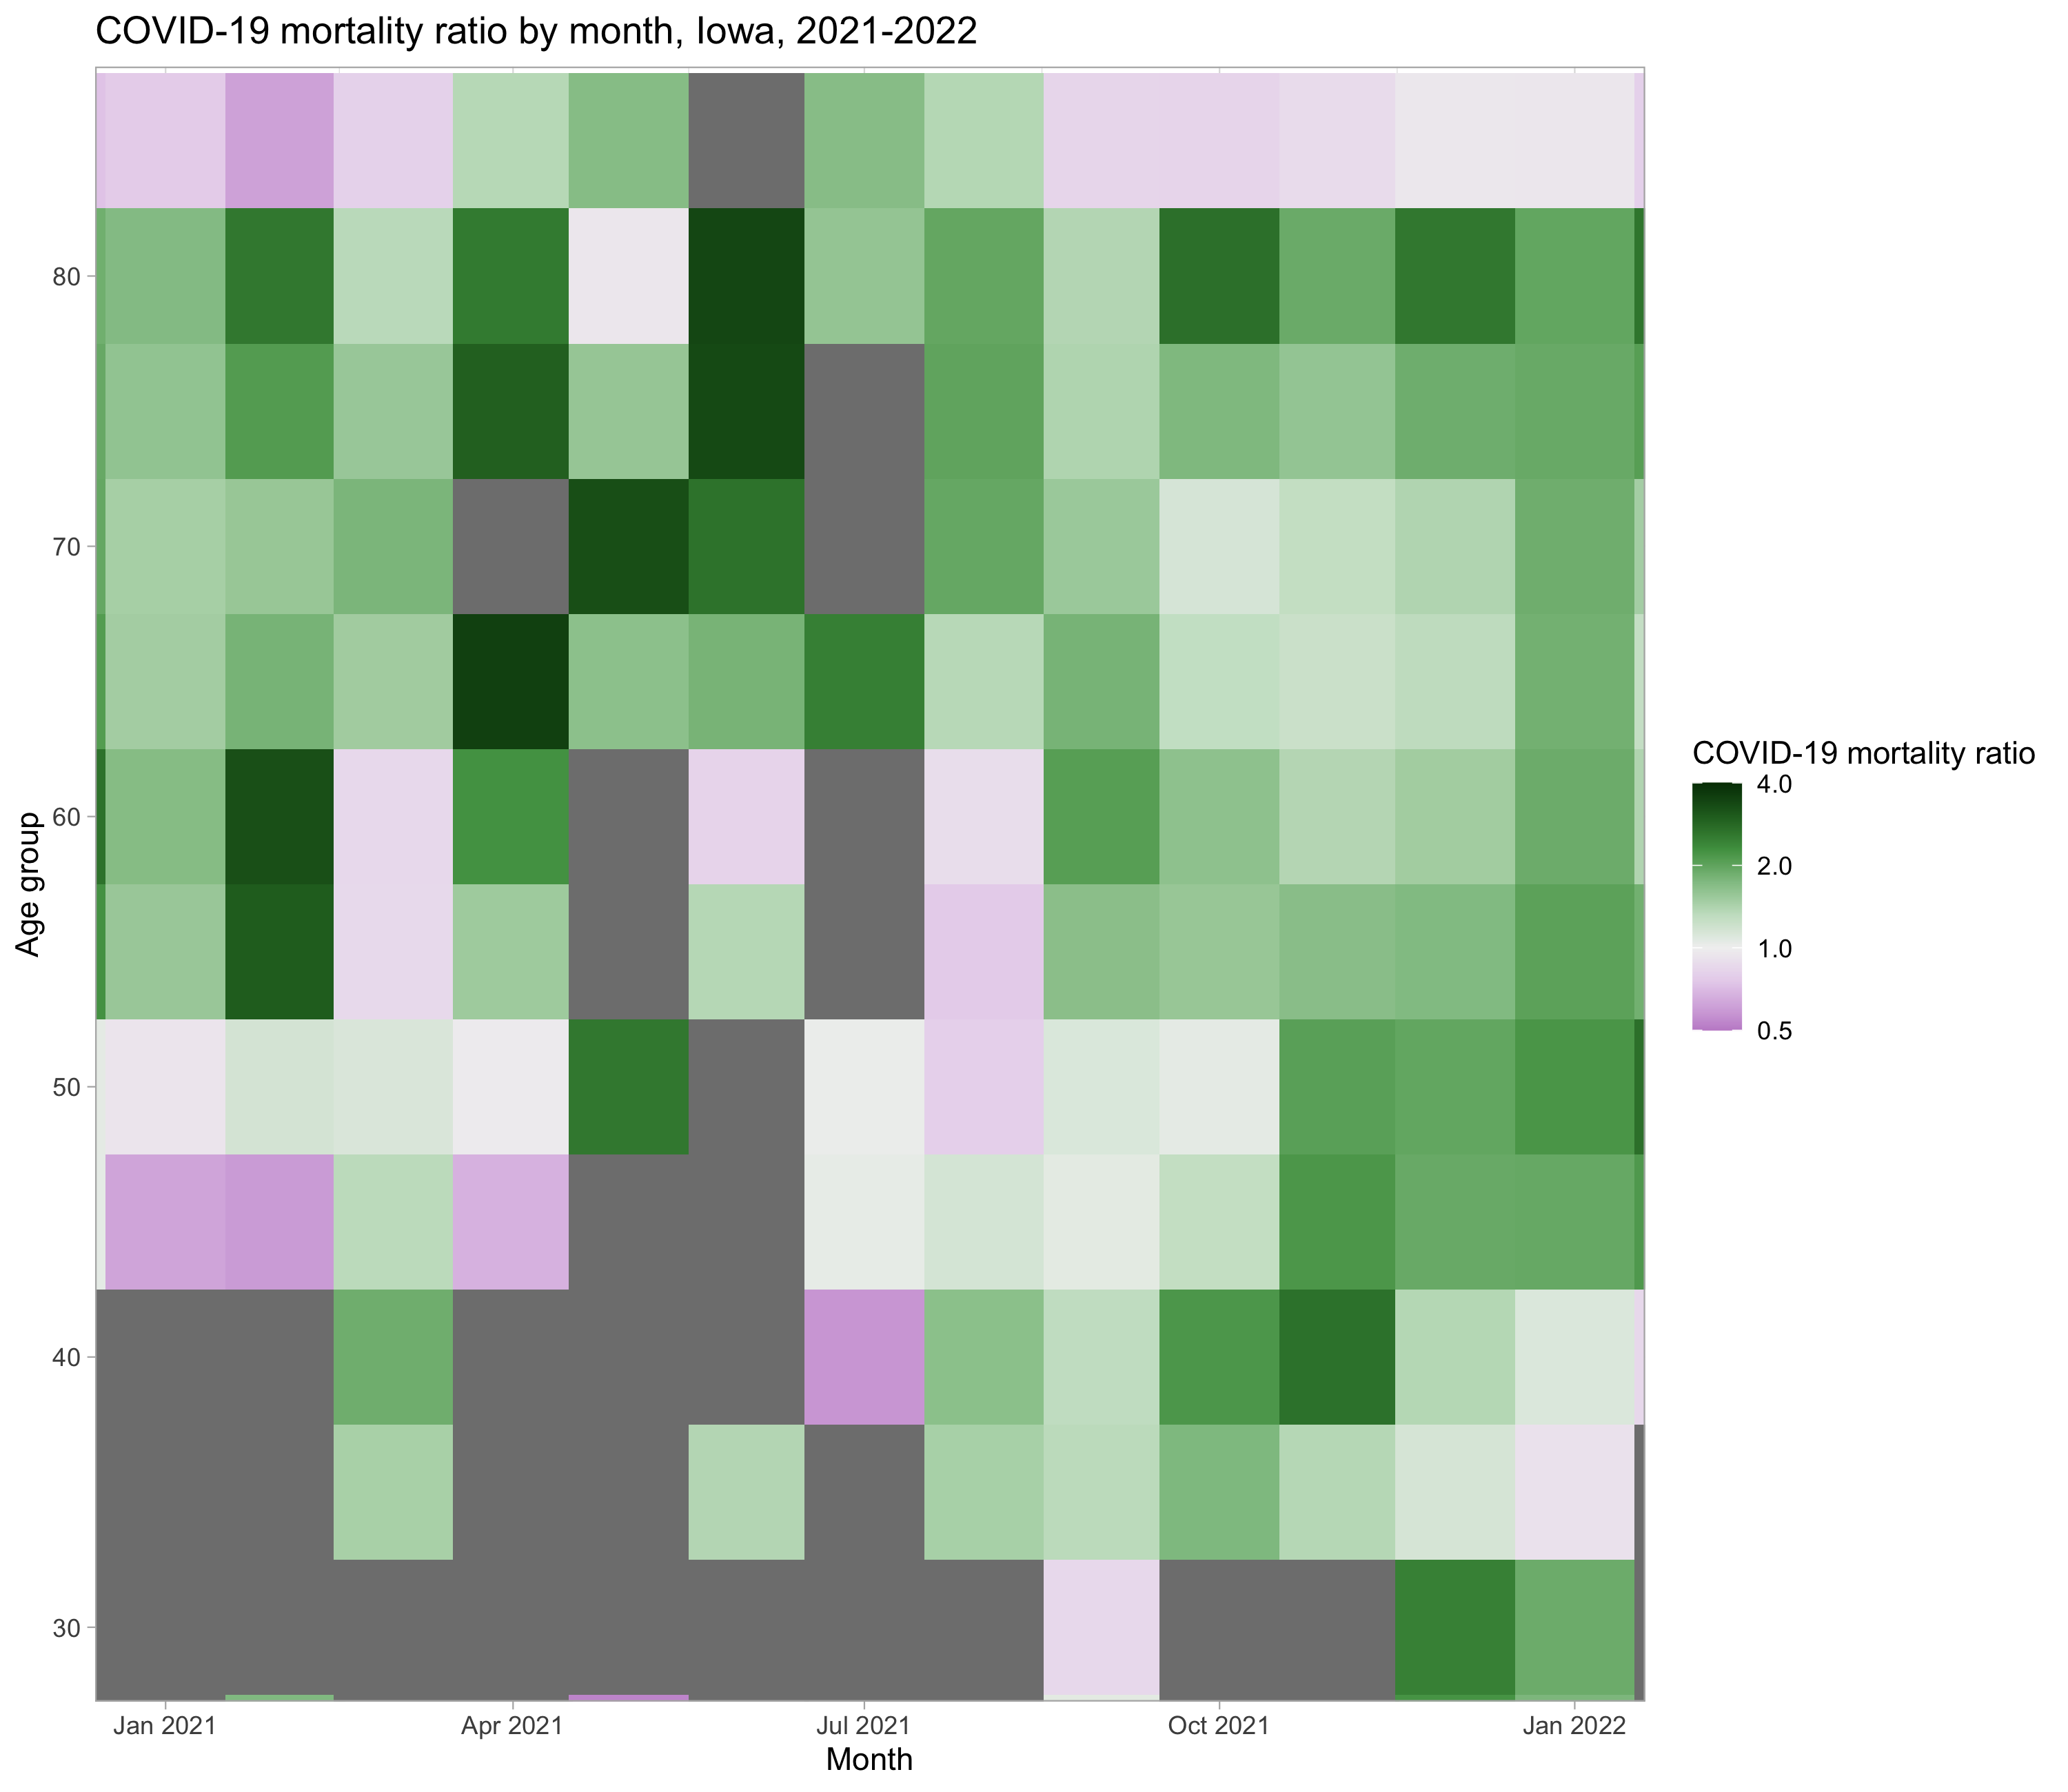 COVID-19 mortality ratio by month, Iowa, 2021-2022
Age group
80
70
60
50
40
30
Jan 2021
Apr 2021
Jul 2021
Oct 2021
Jan 2022
Month
COVID-19 mortality ratio
4.0
2.0
1.0
0.5